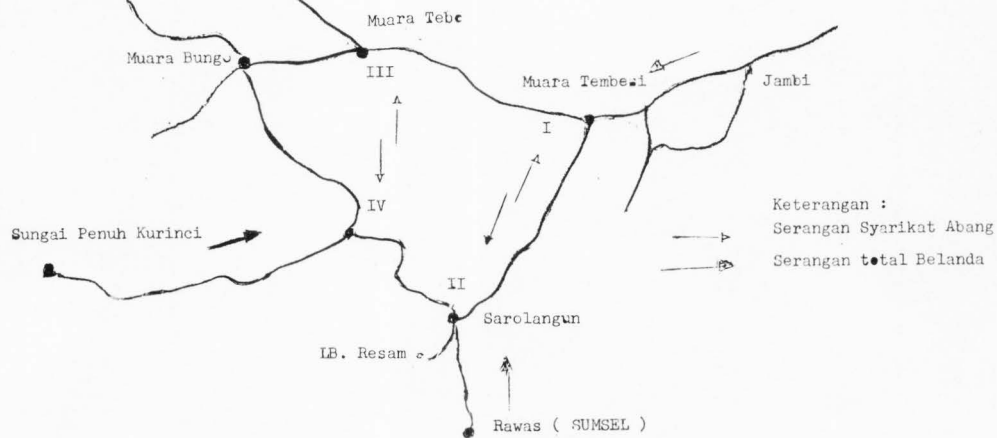 Muara Tebo
Muara Bungo
III
Muara Tembesi
Jambi
I
IV
Sungai Penuh Kurinci
Keterangan :
Serangan Syarikat Abang
Serangan total Belanda
II
Sarolangun
LB. Resam
Rawas ( SUMSEL )